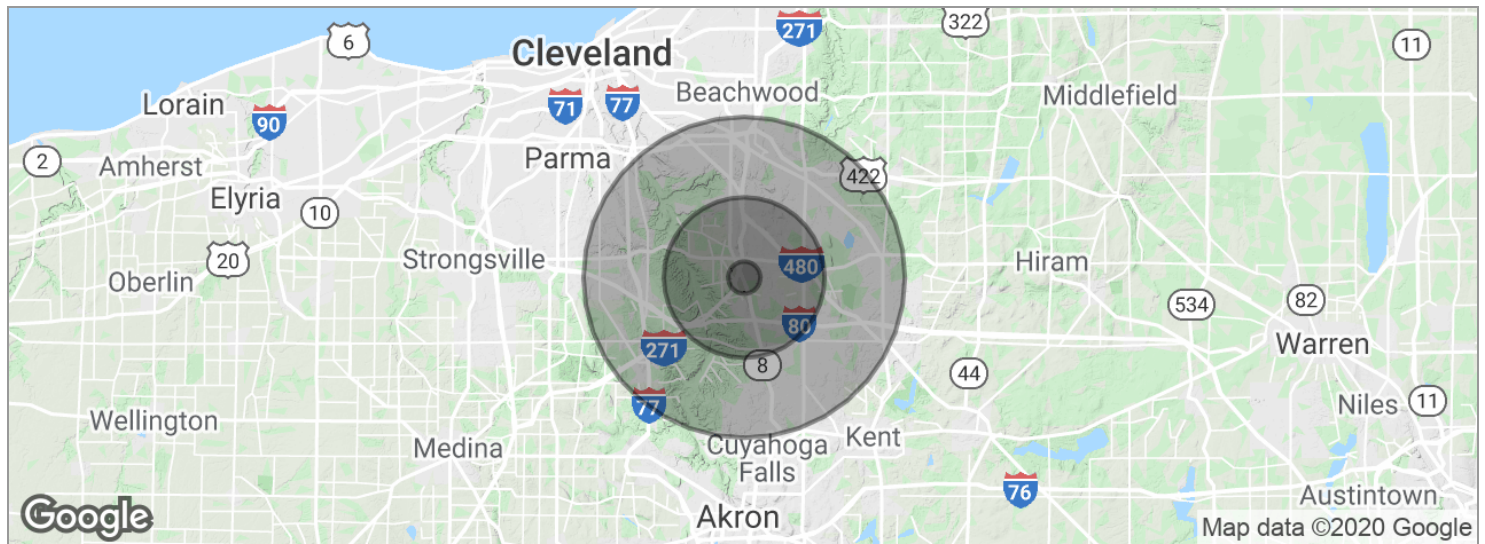 322
271
11
6
Cleveland
Beachwood
Middlefield
Lorain
71
77
90
Parma
2
Amherst
422
Elyria
10
20
Strongsville
480
Hiram
Oberlin
534
82
80
271
8
Warren
44
77
Niles
11
Wellington
Medina
Cuyahoga
Falls
Kent
76
Austintown
Akron
Google
Map data ©2020 Google